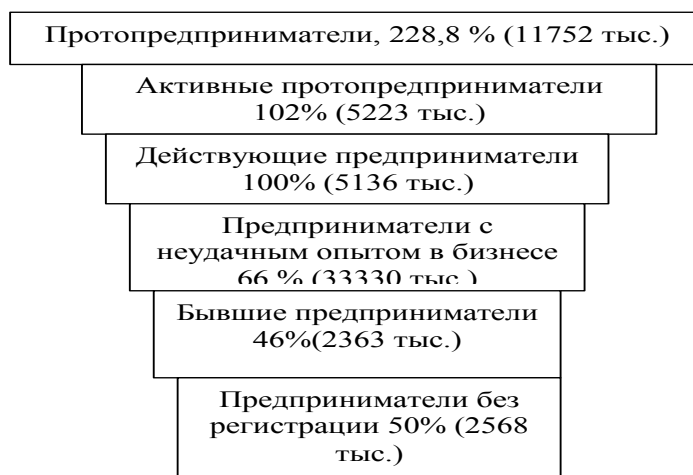 Протопредприниматели, 228,8 % (11752 тыс.)
Активные протопредприниматели
102% (5223 тыс.)
Действующие предприниматели
100% (5136 тыс.)
Предприниматели с
неудачным опытом в бизнесе
66 % (33330 тыс.)
Бывшие предприниматели
46%(2363 тыс.)
Предприниматели без
регистрации 50% (2568
тыс.)